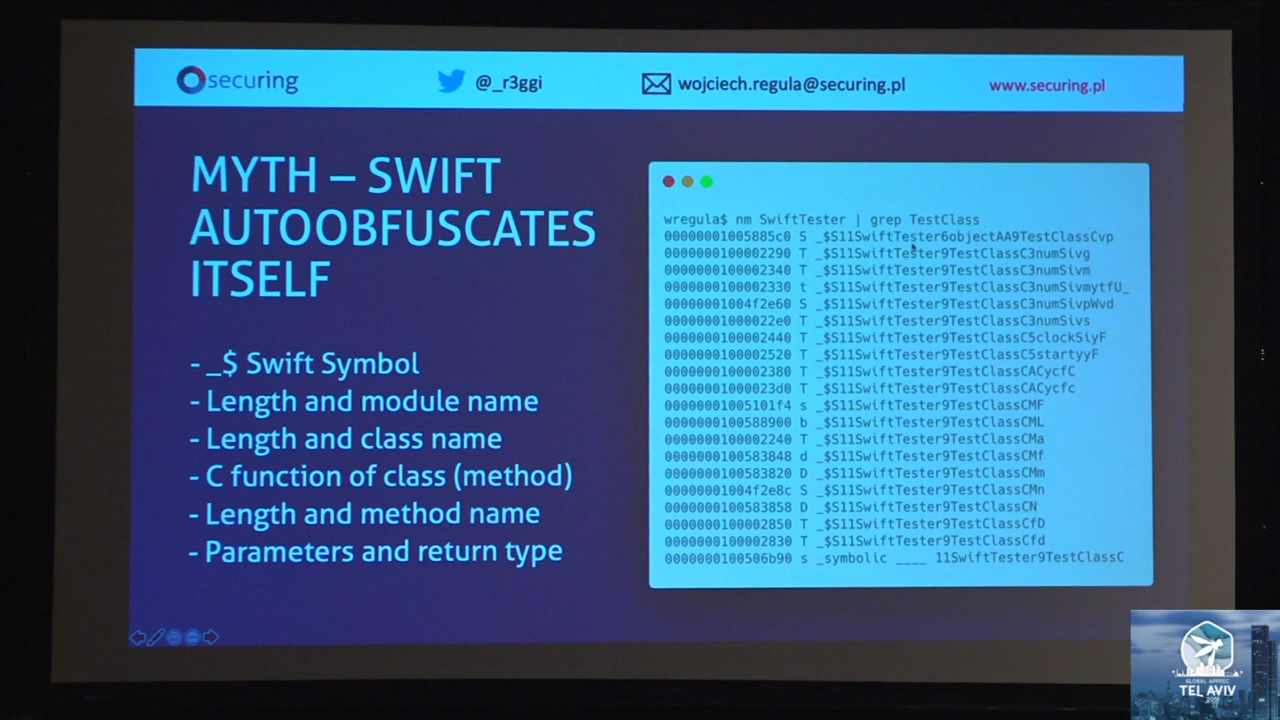 securing
@_r3ggi
wojciech.regula@securing.pl
www.securing.pl
MYTH – SWIFT
AUTOOBFUSCATES
ITSELF
- _$ Swift Symbol
- Length and module name
- Length and class name
- C function of class (method)
- Length and method name
- Parameters and return type
wregula$ nm SwiftTester | grep TestClass
00000001005885c0 S _$S11SwiftTester6objectAA9TestClassCvp
0000000100002290 T _$S11SwiftTester9TestClassC3numSivg
0000000100002340 T _$S11SwiftTester9TestClassC3numSivm
0000000100002330 t _$S11SwiftTester9TestClassC3numSivmytfU_
00000001004f2e60 S _$S11SwiftTester9TestClassC3numSivpWvd
00000001000022e0 T _$S11SwiftTester9TestClassC3numSivs
0000000100002440 T _$S11SwiftTester9TestClassC5clockSiyF
0000000100002520 T _$S11SwiftTester9TestClassC5startyyF
0000000100002380 T _$S11SwiftTester9TestClassCACycfC
00000001000023d0 T _$S11SwiftTester9TestClassCACycfc
00000001005101f4 s _$S11SwiftTester9TestClassCMF
0000000100588900 b _$S11SwiftTester9TestClassCML
0000000100002240 T _$S11SwiftTester9TestClassCMa
0000000100583848 d _$S11SwiftTester9TestClassCMf
0000000100583820 D _$S11SwiftTester9TestClassCMm
00000001004f2e8c S _$S11SwiftTester9TestClassCMn
0000000100583858 D _$S11SwiftTester9TestClassCN
0000000100002850 T _$S11SwiftTester9TestClassCfD
0000000100002830 T _$S11SwiftTester9TestClassCfd
0000000100506b90 s _symbolic ____ 11SwiftTester9TestClassC
GLOBAL APPSEC
TEL AVIV
2019